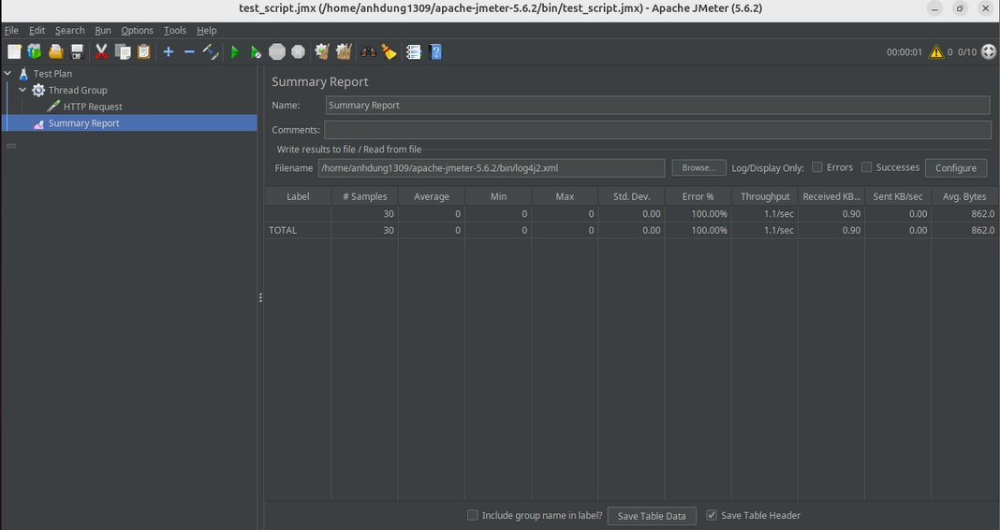 test_script.jmx (/home/anhdung1309/apache-jmeter-5.6.2/bin/test_script.jmx) - Apache JMeter (5.6.2)
File Edit Search Run Options Tools Help
00:00:01 0 0/10
Test Plan
Thread Group
HTTP Request
Summary Report
Summary Report
Name: Summary Report
Comments:
Write results to file / Read from file
Filename /home/anhdung1309/apache-jmeter-5.6.2/bin/log4j2.xml Browse... Log/Display Only: Errors Successes Configure
Label # Samples Average Min Max Std. Dev. Error % Throughput Received KB... Sent KB/sec Avg. Bytes
30 0 0 0 0.00 100.00% 1.1/sec 0.90 0.00 862.0
TOTAL 30 0 0 0 0.00 100.00% 1.1/sec 0.90 0.00 862.0
Include group name in label? Save Table Data Save Table Header